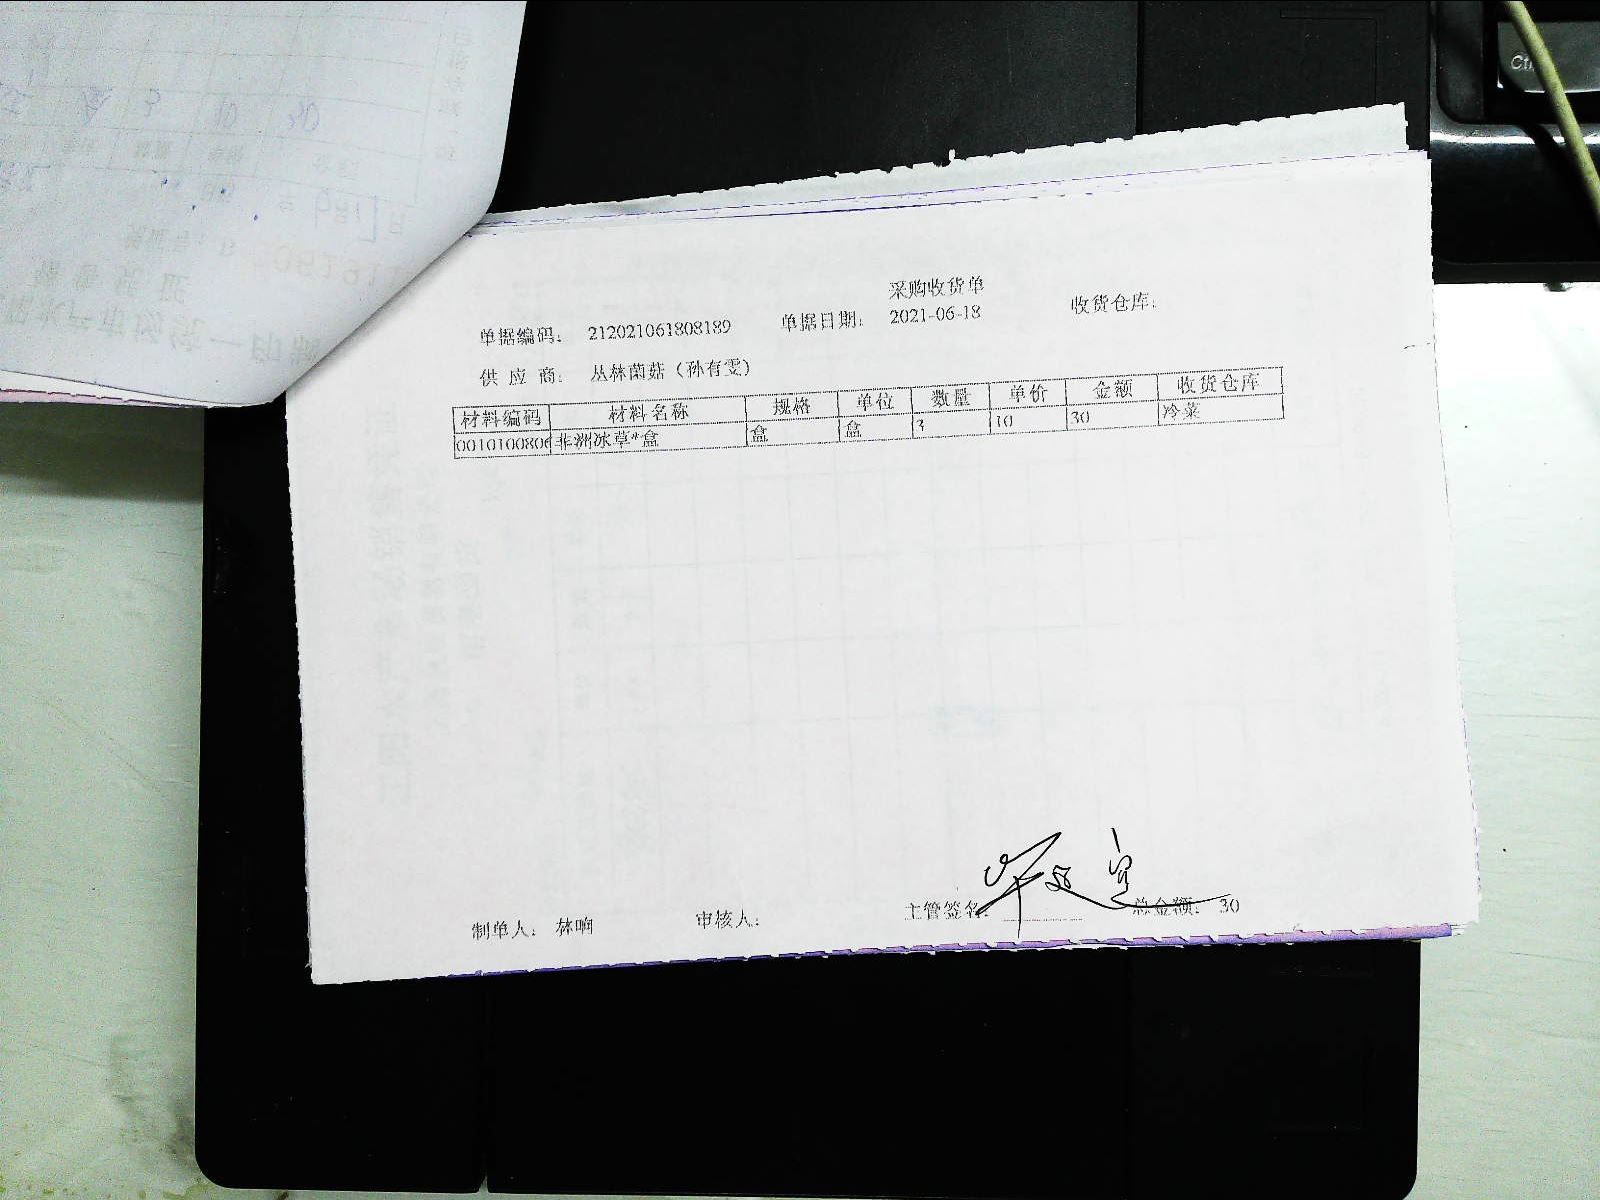 采购收货单
单据编码： 212021061808189 单据日期： 2021-06-18 收货仓库：
供 应 商： 丛林菌菇（孙有雯）
材料编码 材料名称 规格 单位 数量 单价 金额 收货仓库
0010100806 非洲冰草*盒 盒 盒 3 10 30 冷菜
制单人： 林响 审核人： 主管签名： 总金额： 30
Ctrl